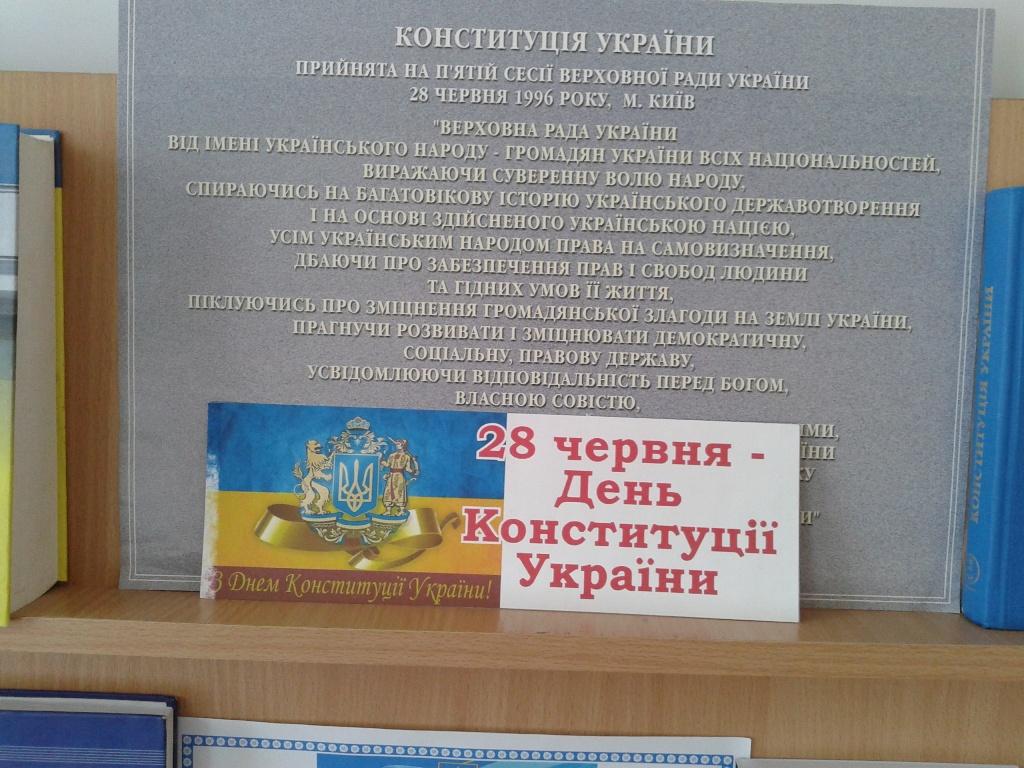 КОНСТИТУЦІЯ УКРАЇНИ
ПРИЙНЯТА НА П'ЯТІЙ СЕСІЇ ВЕРХОВНОЇ РАДИ УКРАЇНИ
28 ЧЕРВНЯ 1996 РОКУ, М. КИЇВ
"ВЕРХОВНА РАДА УКРАЇНИ
ВІД ІМЕНІ УКРАЇНСЬКОГО НАРОДУ - ГРОМАДЯН УКРАЇНИ ВСІХ НАЦІОНАЛЬНОСТЕЙ,
ВИРАЖАЮЧИ СУВЕРЕННУ ВОЛЮ НАРОДУ,
СПИРАЮЧИСЬ НА БАГАТОВІКОВУ ІСТОРІЮ УКРАЇНСЬКОГО ДЕРЖАВОТВОРЕННЯ
І НА ОСНОВІ ЗДІЙСНЕНОГО УКРАЇНСЬКОЮ НАЦІЄЮ,
УСІМ УКРАЇНСЬКИМ НАРОДОМ ПРАВА НА САМОВИЗНАЧЕННЯ,
ДБАЮЧИ ПРО ЗАБЕЗПЕЧЕННЯ ПРАВ І СВОБОД ЛЮДИНИ
ТА ГІДНИХ УМОВ ЇЇ ЖИТТЯ,
ПІКЛУЮЧИСЬ ПРО ЗМІЦНЕННЯ ГРОМАДЯНСЬКОЇ ЗЛАГОДИ НА ЗЕМЛІ УКРАЇНИ,
ПРАГНУЧИ РОЗВИВАТИ І ЗМІЦНЮВАТИ ДЕМОКРАТИЧНУ,
СОЦІАЛЬНУ, ПРАВОВУ ДЕРЖАВУ,
УСВІДОМЛЮЮЧИ ВІДПОВІДАЛЬНІСТЬ ПЕРЕД БОГОМ,
ВЛАСНОЮ СОВІСТЮ,
28 червня -
День
Конституції
України
З Днем Конституції України!
КОНСТИТУЦІЯ УКРАЇНИ